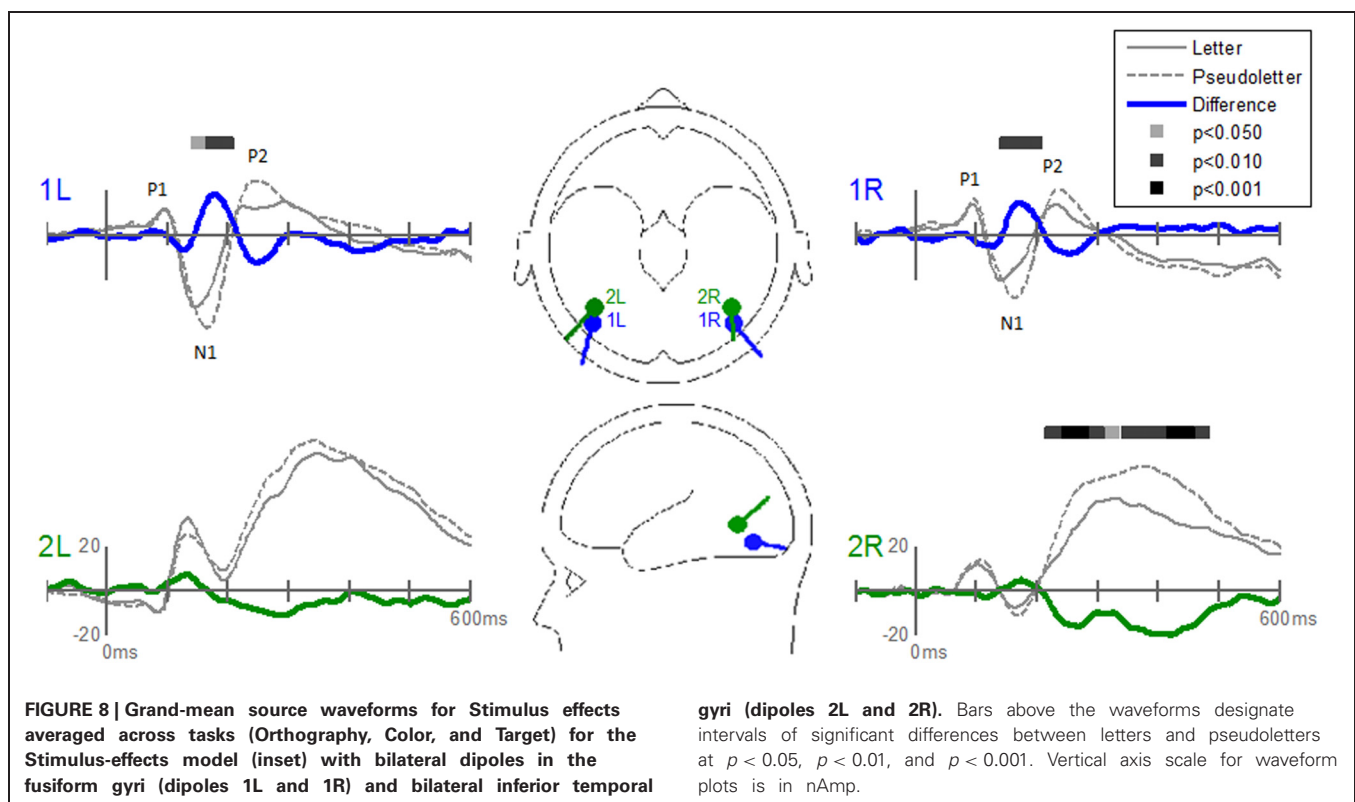 Letter
Pseudoletter
Difference
p<0.050
p<0.010
p<0.001
1L
P1
P2
N1
1R
P1
P2
N1
2L
2R
1L
1R
2L
20
-20
0ms
600ms
2R
20
-20
0ms
600ms
FIGURE 8 | Grand-mean source waveforms for Stimulus effects
averaged across tasks (Orthography, Color, and Target) for the
Stimulus-effects model (inset) with bilateral dipoles in the
fusiform gyri (dipoles 1L and 1R) and bilateral inferior temporal
gyri (dipoles 2L and 2R). Bars above the waveforms designate
intervals of significant differences between letters and pseudoletters
at p < 0.05, p < 0.01, and p < 0.001. Vertical axis scale for waveform
plots is in nAmp.